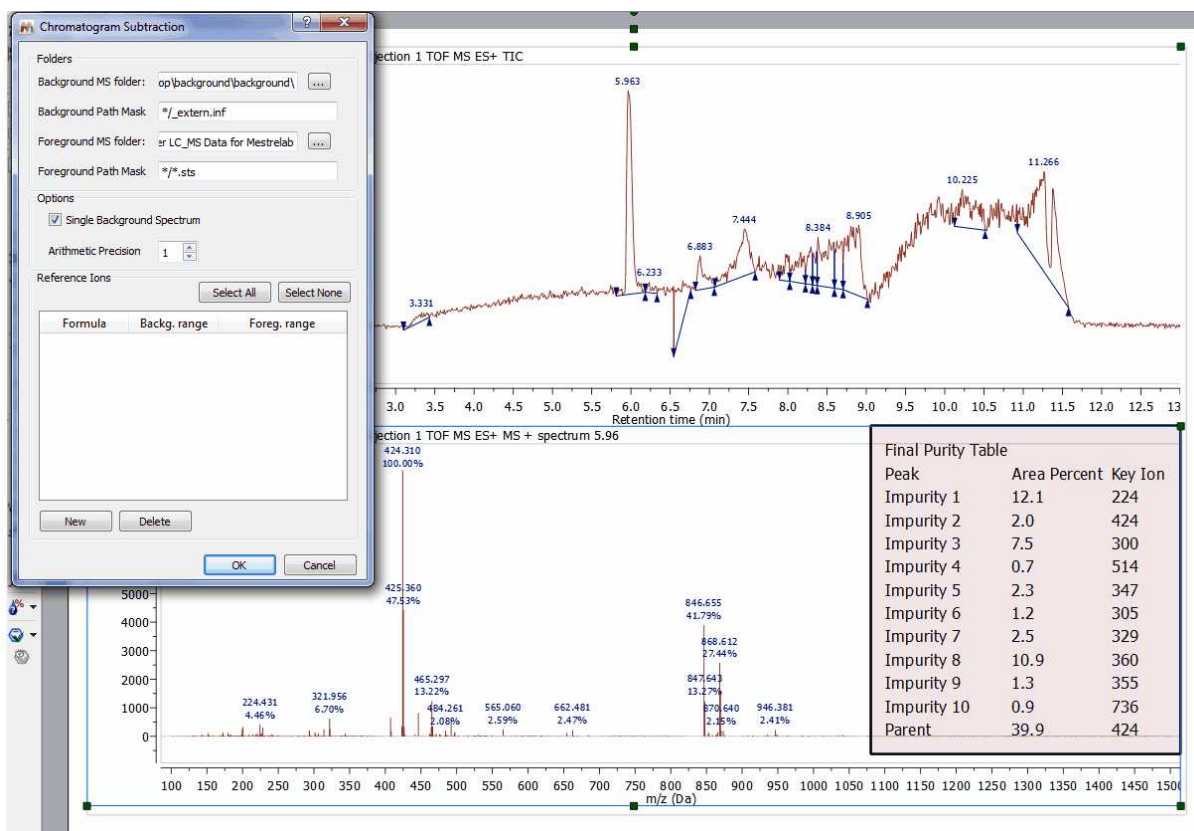 Chromatogram Subtraction
Folders
Background MS folder: op\background\background\ ...
Background Path Mask */_extern.inf
Foreground MS folder: er LC_MS Data for Mestrelab ...
Foreground Path Mask */*.sts
Options
Single Background Spectrum
Arithmetic Precision 1
Reference Ions
Select All Select None
Formula Backg. range Foreg. range
New Delete
OK Cancel
jection 1 TOF MS ES+ TIC
5.963
11.266
10.225
7.444
8.905
8.384
6.883
6.233
3.331
3.0 3.5 4.0 4.5 5.0 5.5 6.0 6.5 7.0 7.5 8.0 8.5 9.0 9.5 10.0 10.5 11.0 11.5 12.0 12.5 13
Retention time (min)
jection 1 TOF MS ES+ MS + spectrum 5.96
424.310
100.00%
425.360
47.53%
846.655
41.79%
868.612
27.44%
465.297
13.22%
847.643
13.27%
224.431
4.46%
321.956
6.70%
484.261
2.08%
565.060
2.59%
662.481
2.47%
870.640
2.15%
946.381
2.41%
5000
4000
3000
2000
1000
0
100 150 200 250 300 350 400 450 500 550 600 650 700 750 800 850 900 950 1000 1050 1100 1150 1200 1250 1300 1350 1400 1450 1500
m/z (Da)
Final Purity Table
Peak Area Percent Key Ion
Impurity 1 12.1 224
Impurity 2 2.0 424
Impurity 3 7.5 300
Impurity 4 0.7 514
Impurity 5 2.3 347
Impurity 6 1.2 305
Impurity 7 2.5 329
Impurity 8 10.9 360
Impurity 9 1.3 355
Impurity 10 0.9 736
Parent 39.9 424